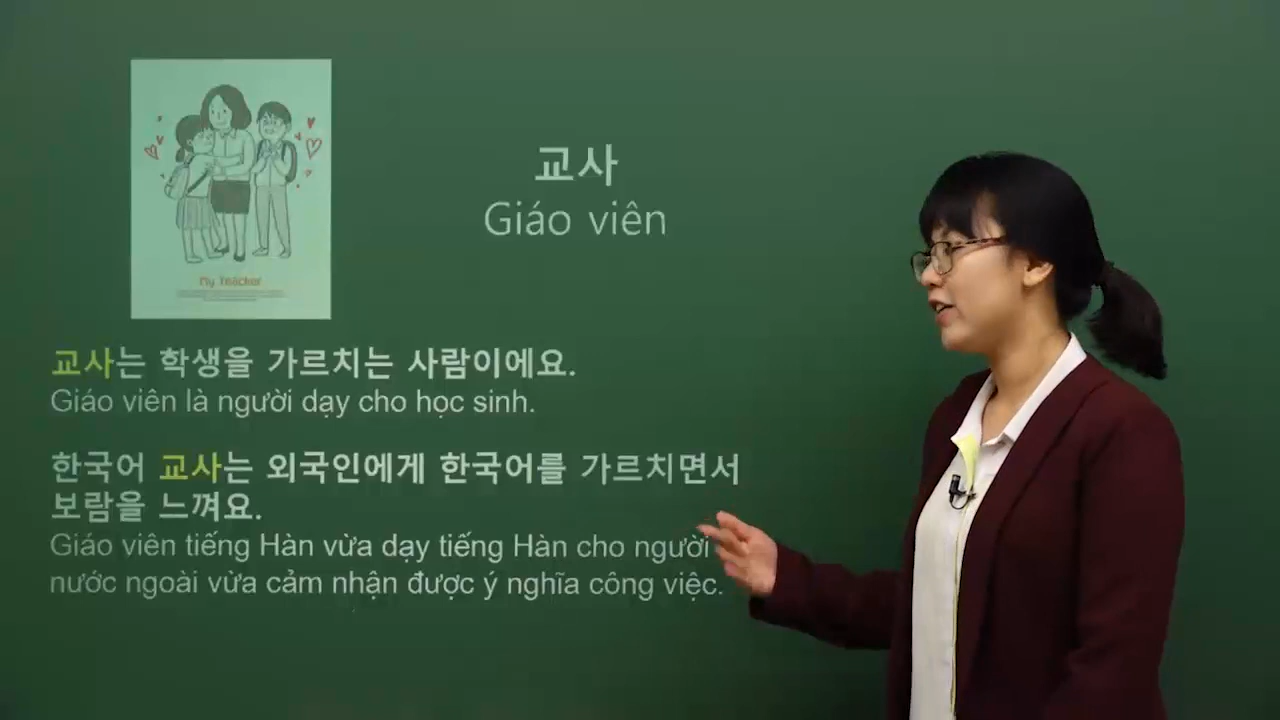 My Teacher
교사
Giáo viên
교사는 학생을 가르치는 사람이에요.
Giáo viên là người dạy cho học sinh.
한국어 교사는 외국인에게 한국어를 가르치면서
보람을 느껴요.
Giáo viên tiếng Hàn vừa dạy tiếng Hàn cho người
nước ngoài vừa cảm nhận được ý nghĩa công việc.